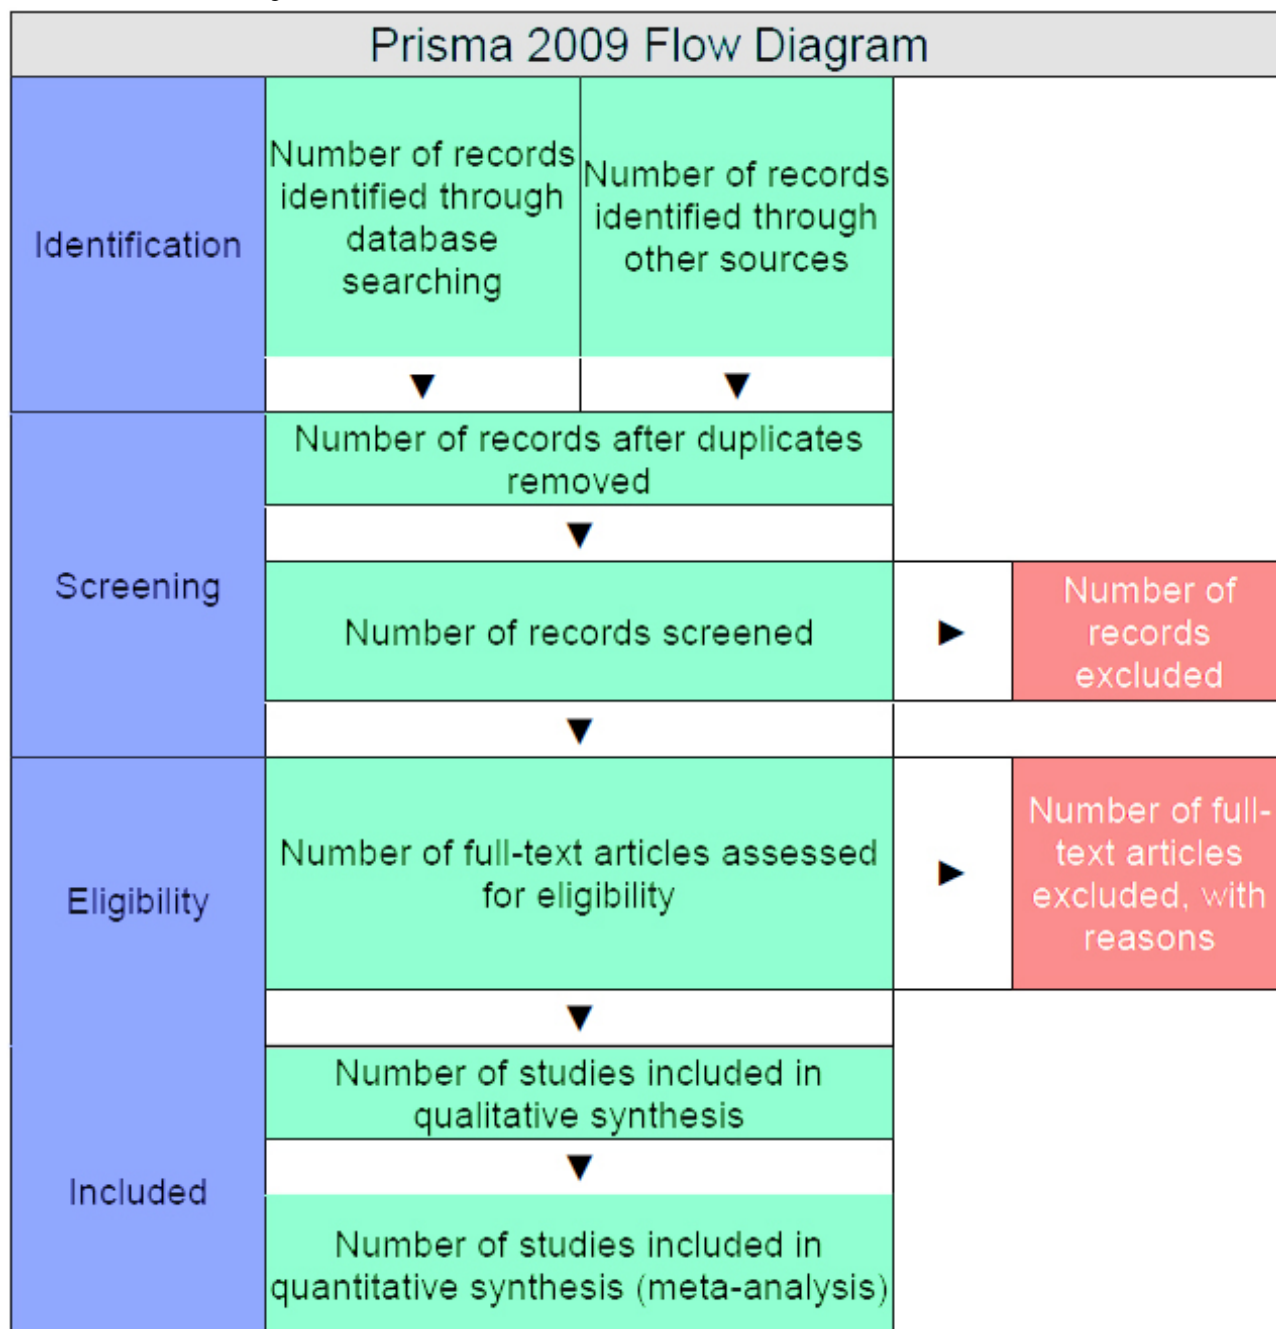 Prisma 2009 Flow Diagram
Identification
Number of records
identified through
database
searching
Number of records
identified through
other sources
▼
▼
Screening
Number of records after duplicates
removed
▼
Number of records screened
►
Number of
records
excluded
▼
Eligibility
Number of full-text articles assessed
for eligibility
►
Number of full-
text articles
excluded, with
reasons
▼
Included
Number of studies included in
qualitative synthesis
▼
Number of studies included in
quantitative synthesis (meta-analysis)